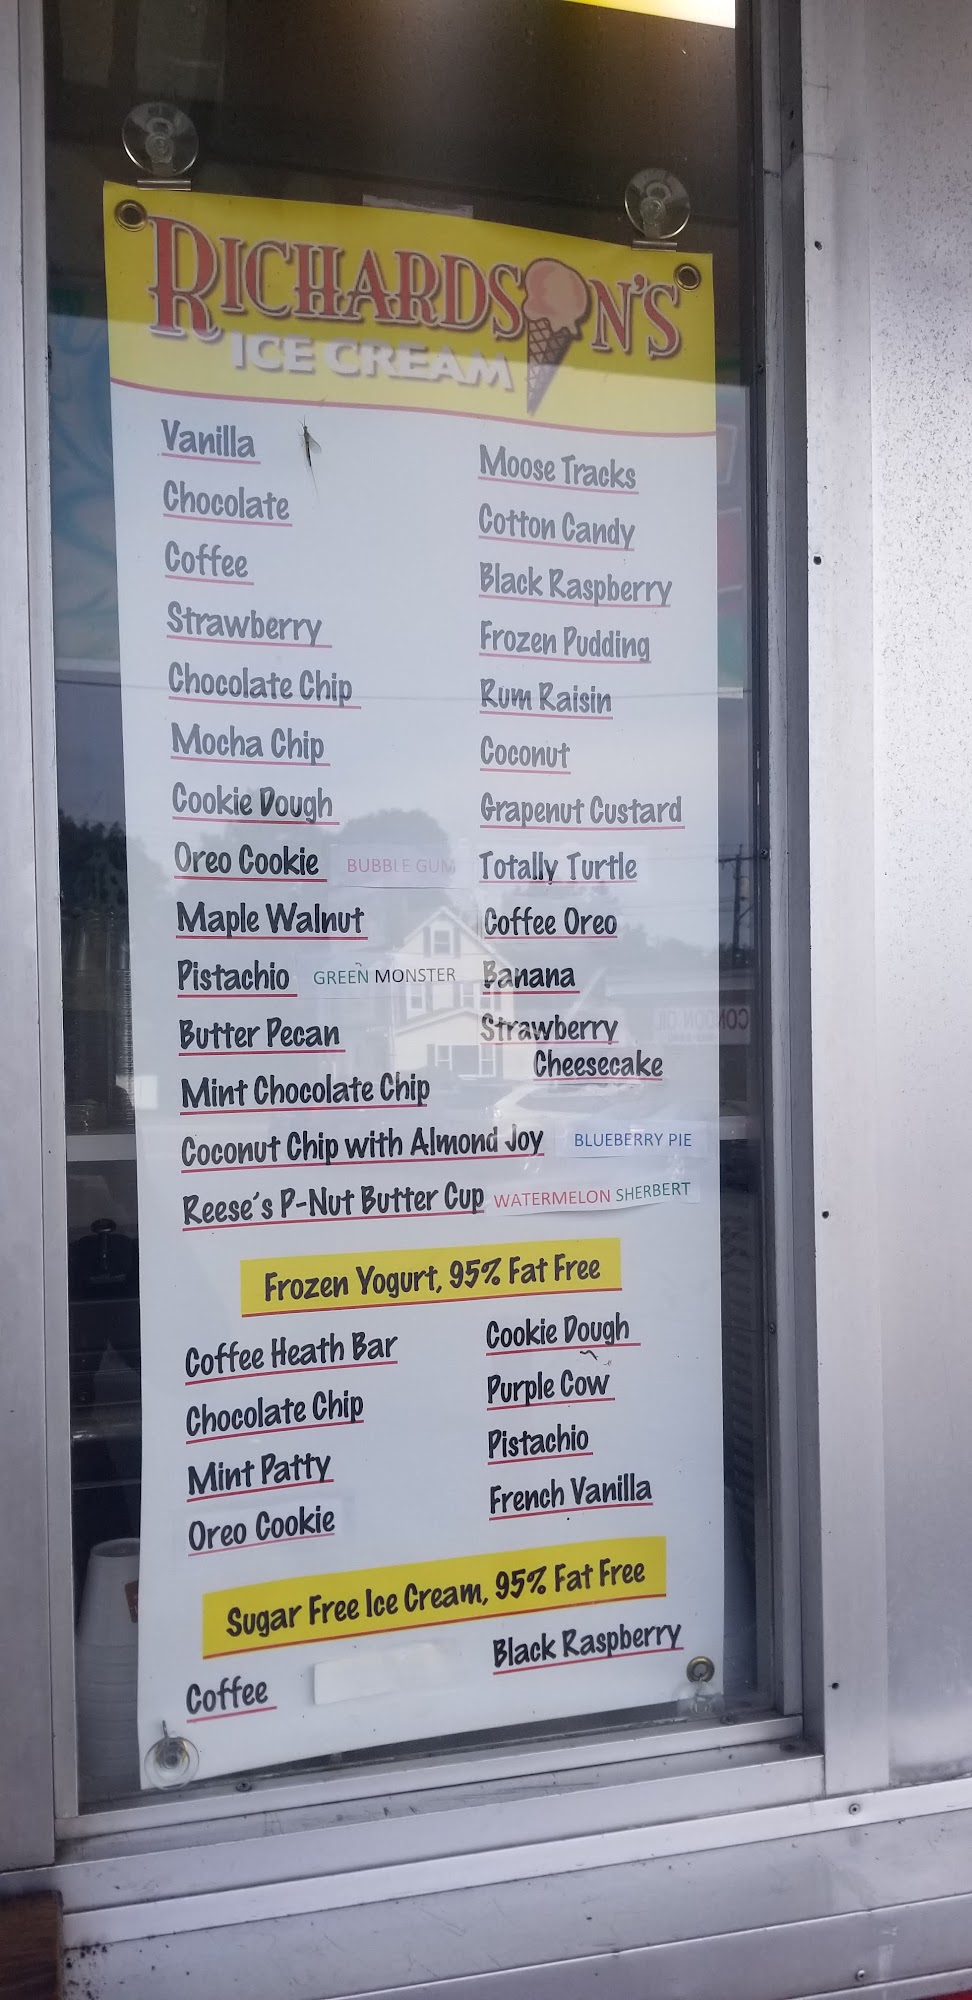 RICHARDSON'S
ICE CREAM
Vanilla
Chocolate
Coffee
Strawberry
Chocolate Chip
Mocha Chip
Cookie Dough
Oreo Cookie BUBBLE GUM
Maple Walnut
Pistachio GREEN MONSTER
Butter Pecan
Mint Chocolate Chip
Coconut Chip with Almond Joy BLUEBERRY PIE
Reese's P-Nut Butter Cup WATERMELON SHERBERT
Moose Tracks
Cotton Candy
Black Raspberry
Frozen Pudding
Rum Raisin
Coconut
Grapenut Custard
Totally Turtle
Coffee Oreo
Banana
Strawberry
Cheesecake
Frozen Yogurt, 95% Fat Free
Coffee Heath Bar
Chocolate Chip
Mint Patty
Oreo Cookie
Cookie Dough
Purple Cow
Pistachio
French Vanilla
Sugar Free Ice Cream, 95% Fat Free
Coffee
Black Raspberry